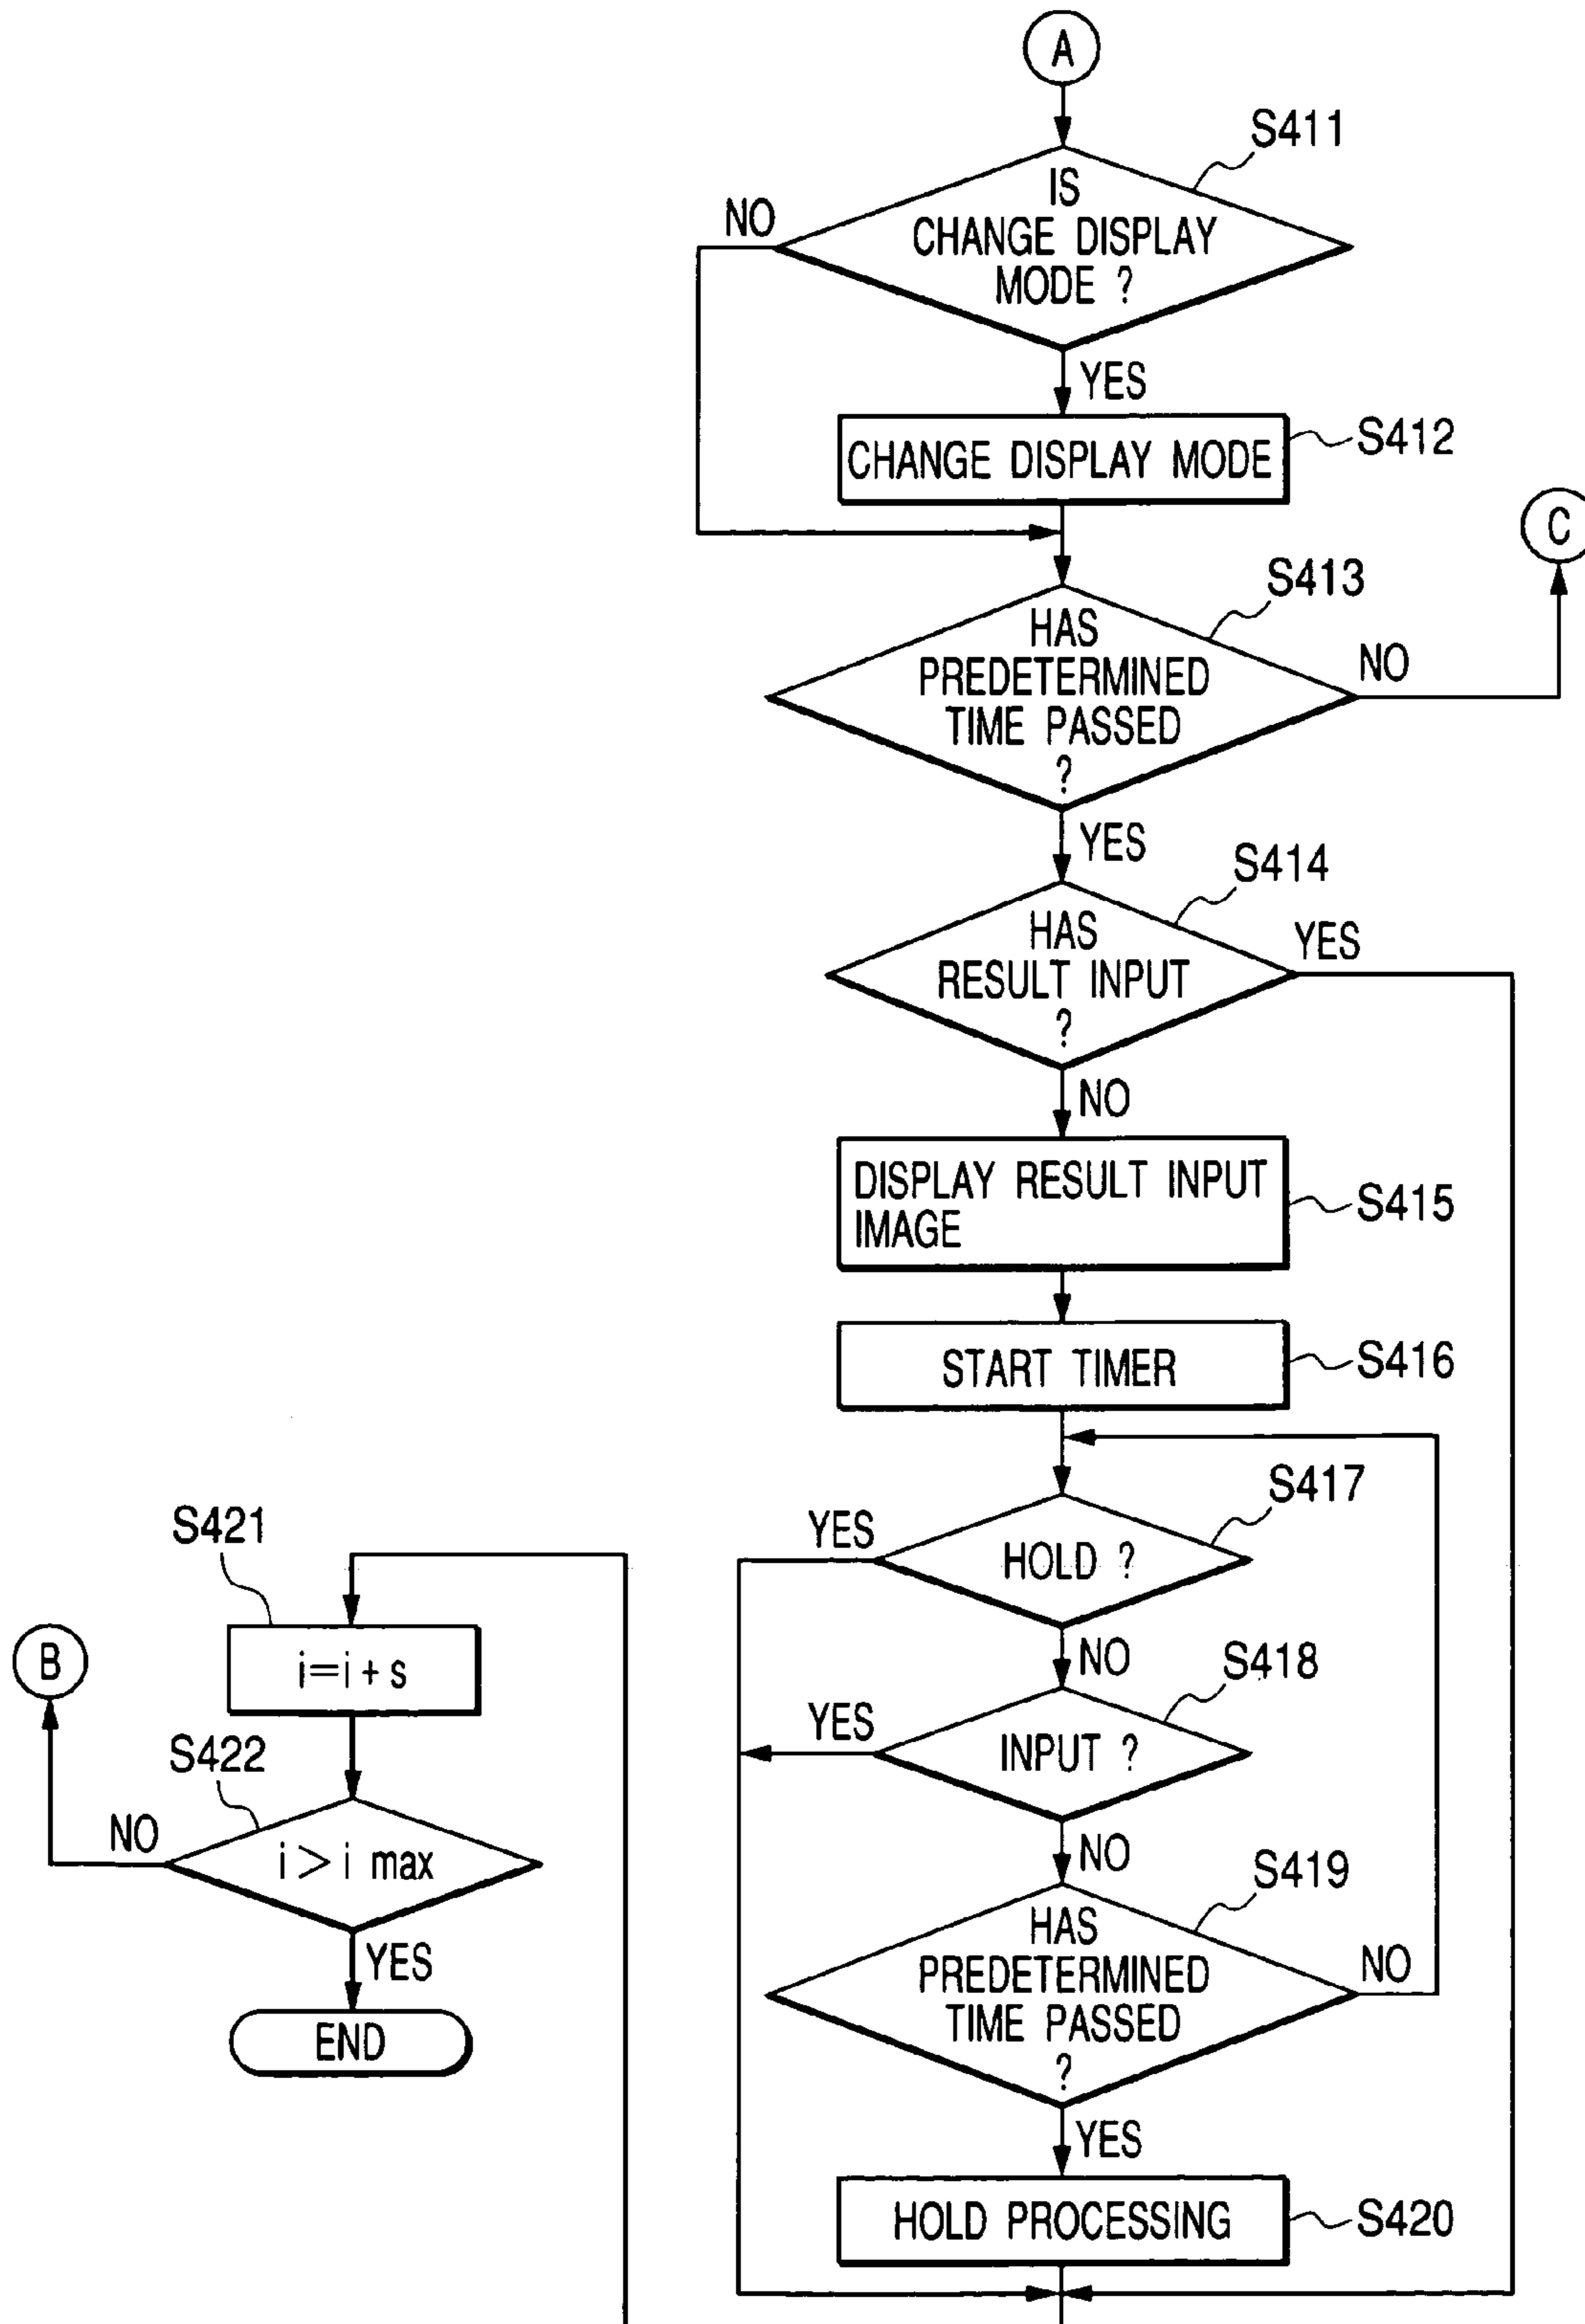 A
S411
IS
CHANGE DISPLAY
MODE ?
NO
YES
CHANGE DISPLAY MODE
S412
C
S413
HAS
PREDETERMINED
TIME PASSED
?
NO
YES
S414
HAS
RESULT INPUT
?
YES
NO
DISPLAY RESULT INPUT
IMAGE
S415
START TIMER
S416
S417
HOLD ?
YES
NO
S418
INPUT ?
YES
NO
S419
HAS
PREDETERMINED
TIME PASSED
?
NO
YES
HOLD PROCESSING
S420
S421
i=i+s
B
S422
i > i max
NO
YES
END